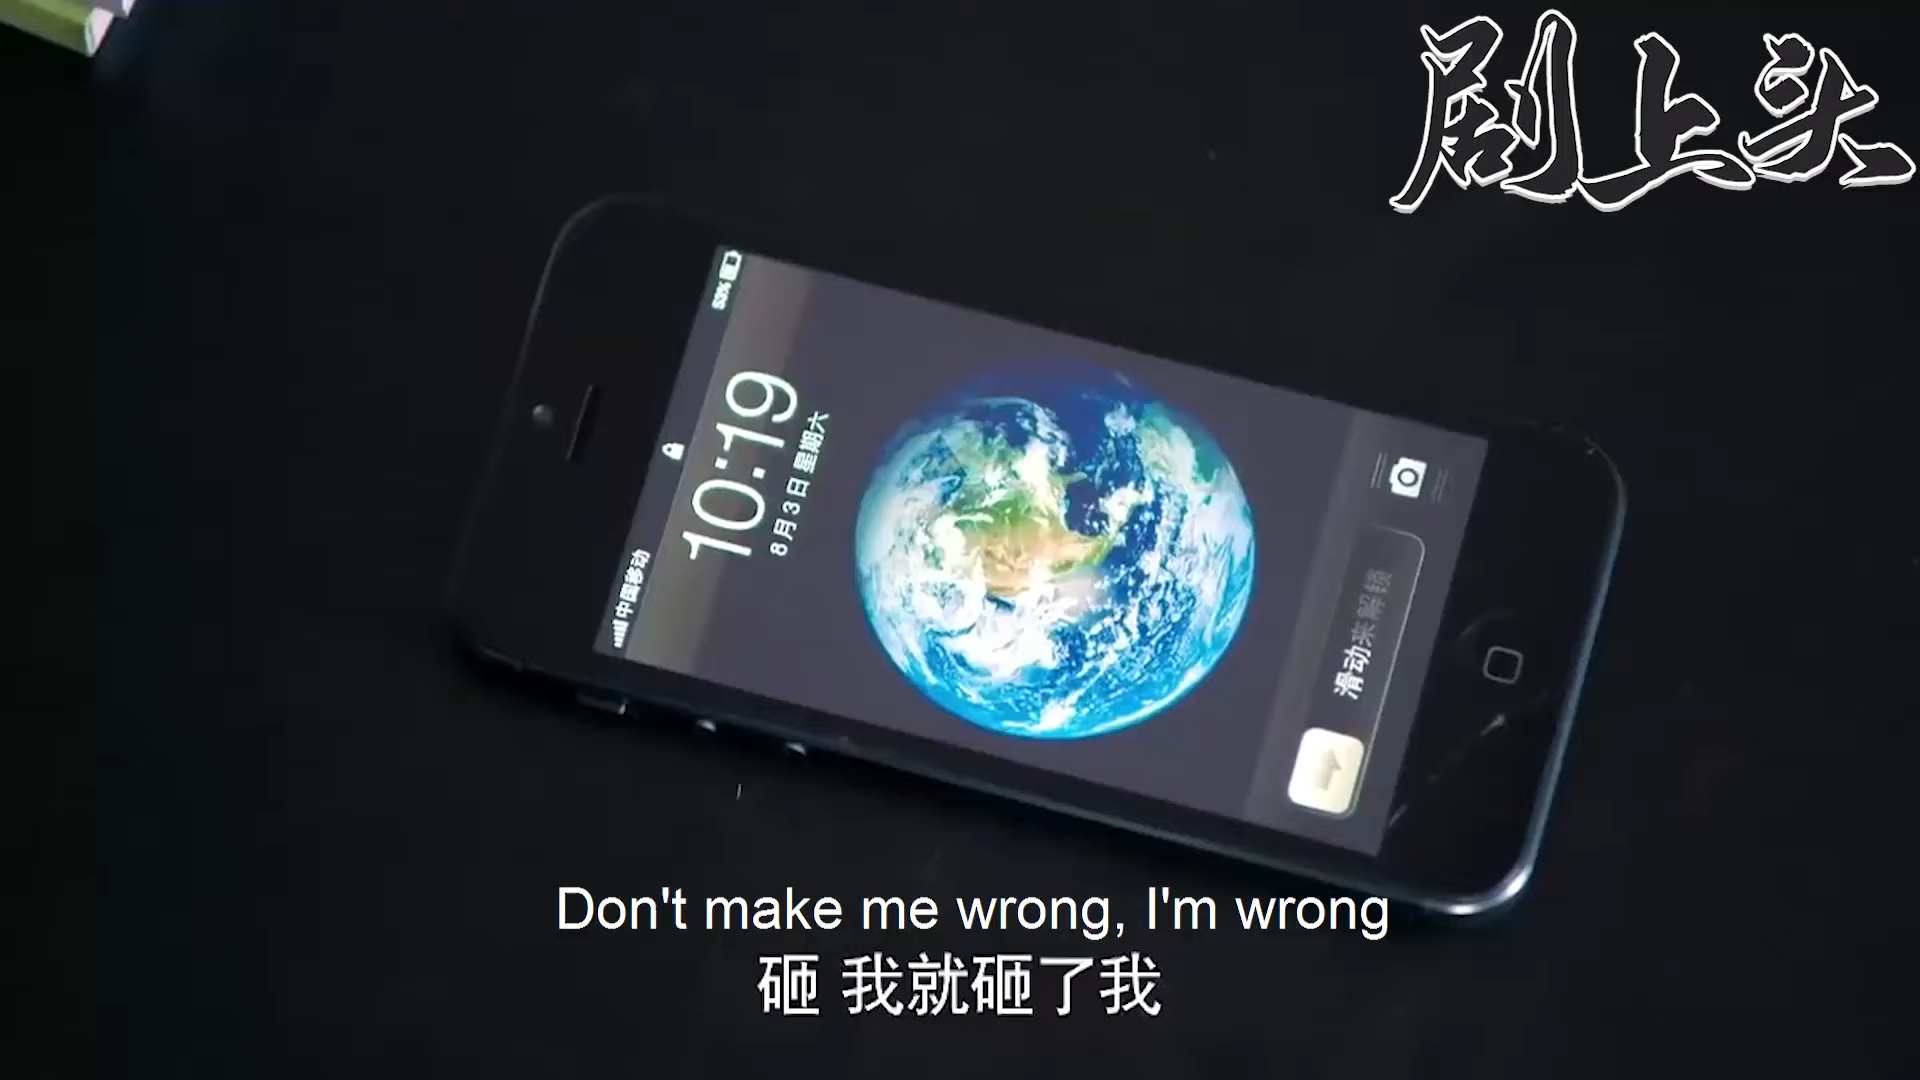 剧上头
53%
中国移动
10:19
8月3日 星期六
滑动来解锁
Don't make me wrong, I'm wrong
砸 我就砸了我